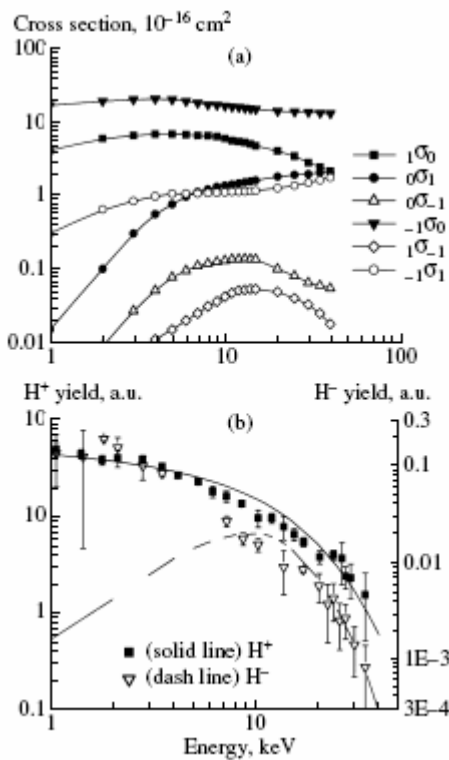 Cross section, 10⁻¹⁶ cm²
(a)
100
10
1
0.1
0.01
1 10 100
₁σ₀
₀σ₁
₀σ₋₁
₋₁σ₀
₁σ₋₁
₋₁σ₁
H⁺ yield, a.u. H⁻ yield, a.u.
(b)
10
10
1
0.1
0.3
0.1
0.01
1E–3
3E–4
(solid line) H⁺
(dash line) H⁻
1 10
Energy, keV